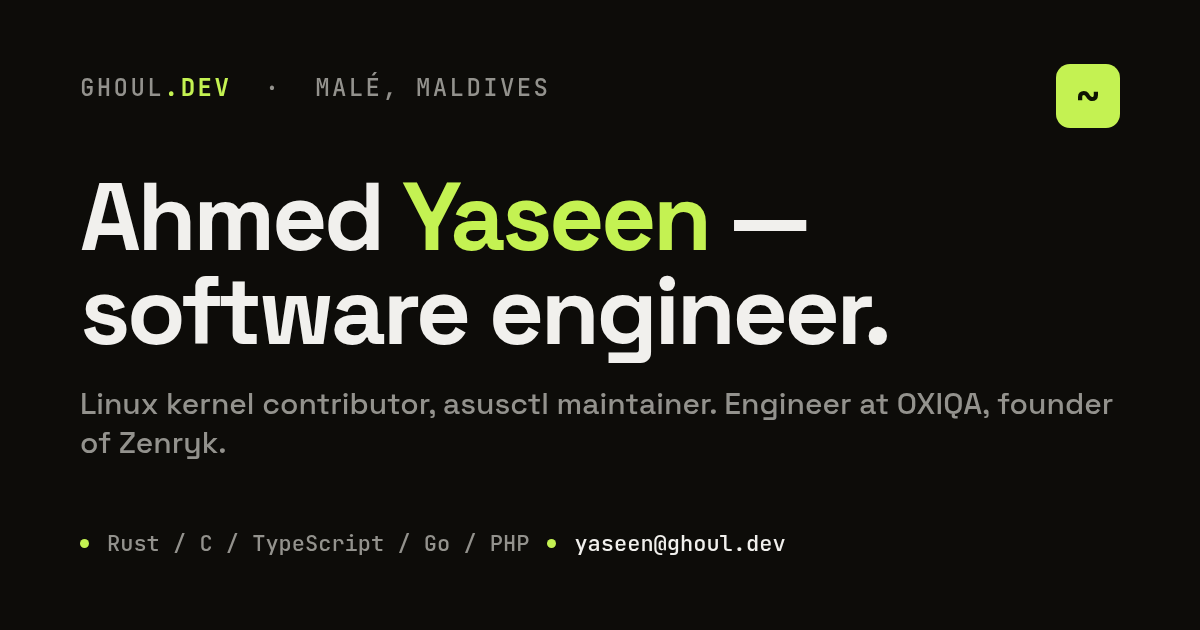 GHOUL.DEV · MALÉ, MALDIVES
~
Ahmed Yaseen —
software engineer.
Linux kernel contributor, asusctl maintainer. Engineer at OXIQA, founder
of Zenryk.
• Rust / C / TypeScript / Go / PHP • yaseen@ghoul.dev